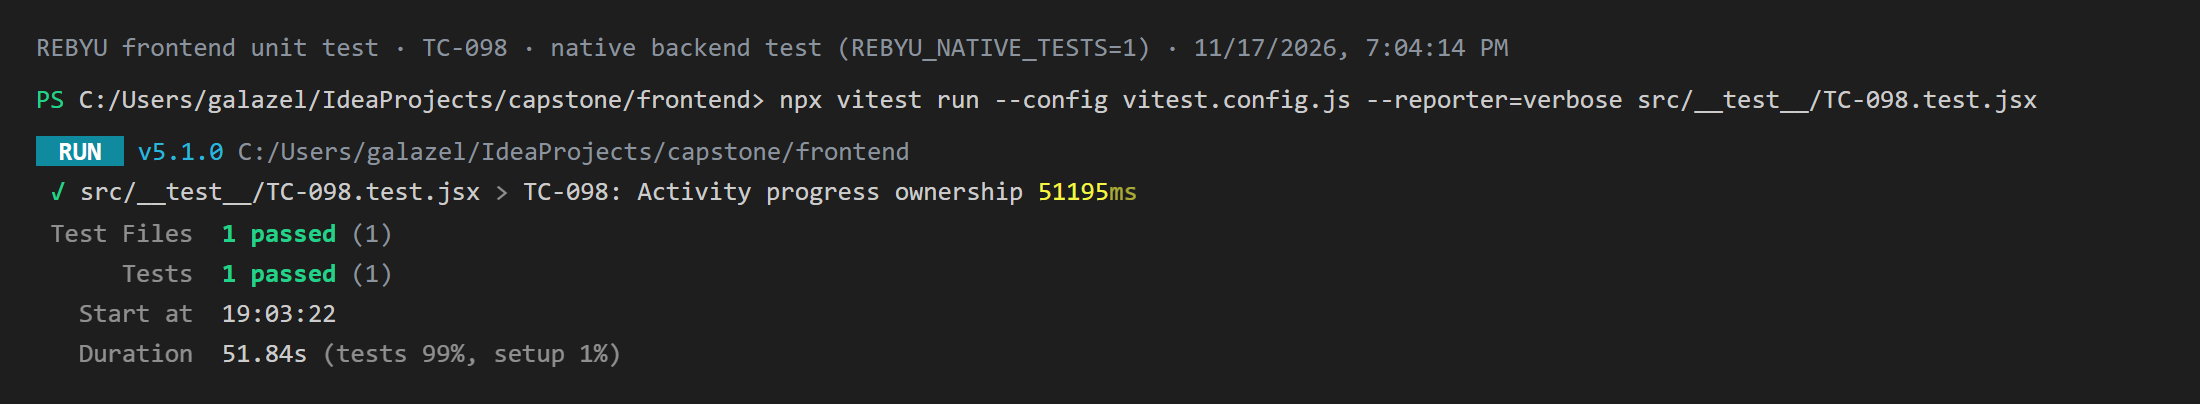 REBYU frontend unit test · TC-098 · native backend test (REBYU_NATIVE_TESTS=1) · 11/17/2026, 7:04:14 PM
PS C:/Users/galazel/IdeaProjects/capstone/frontend> npx vitest run --config vitest.config.js --reporter=verbose src/__test__/TC-098.test.jsx
RUN v5.1.0 C:/Users/galazel/IdeaProjects/capstone/frontend
√ src/__test__/TC-098.test.jsx > TC-098: Activity progress ownership 51195ms
Test Files 1 passed (1)
Tests 1 passed (1)
Start at 19:03:22
Duration 51.84s (tests 99%, setup 1%)